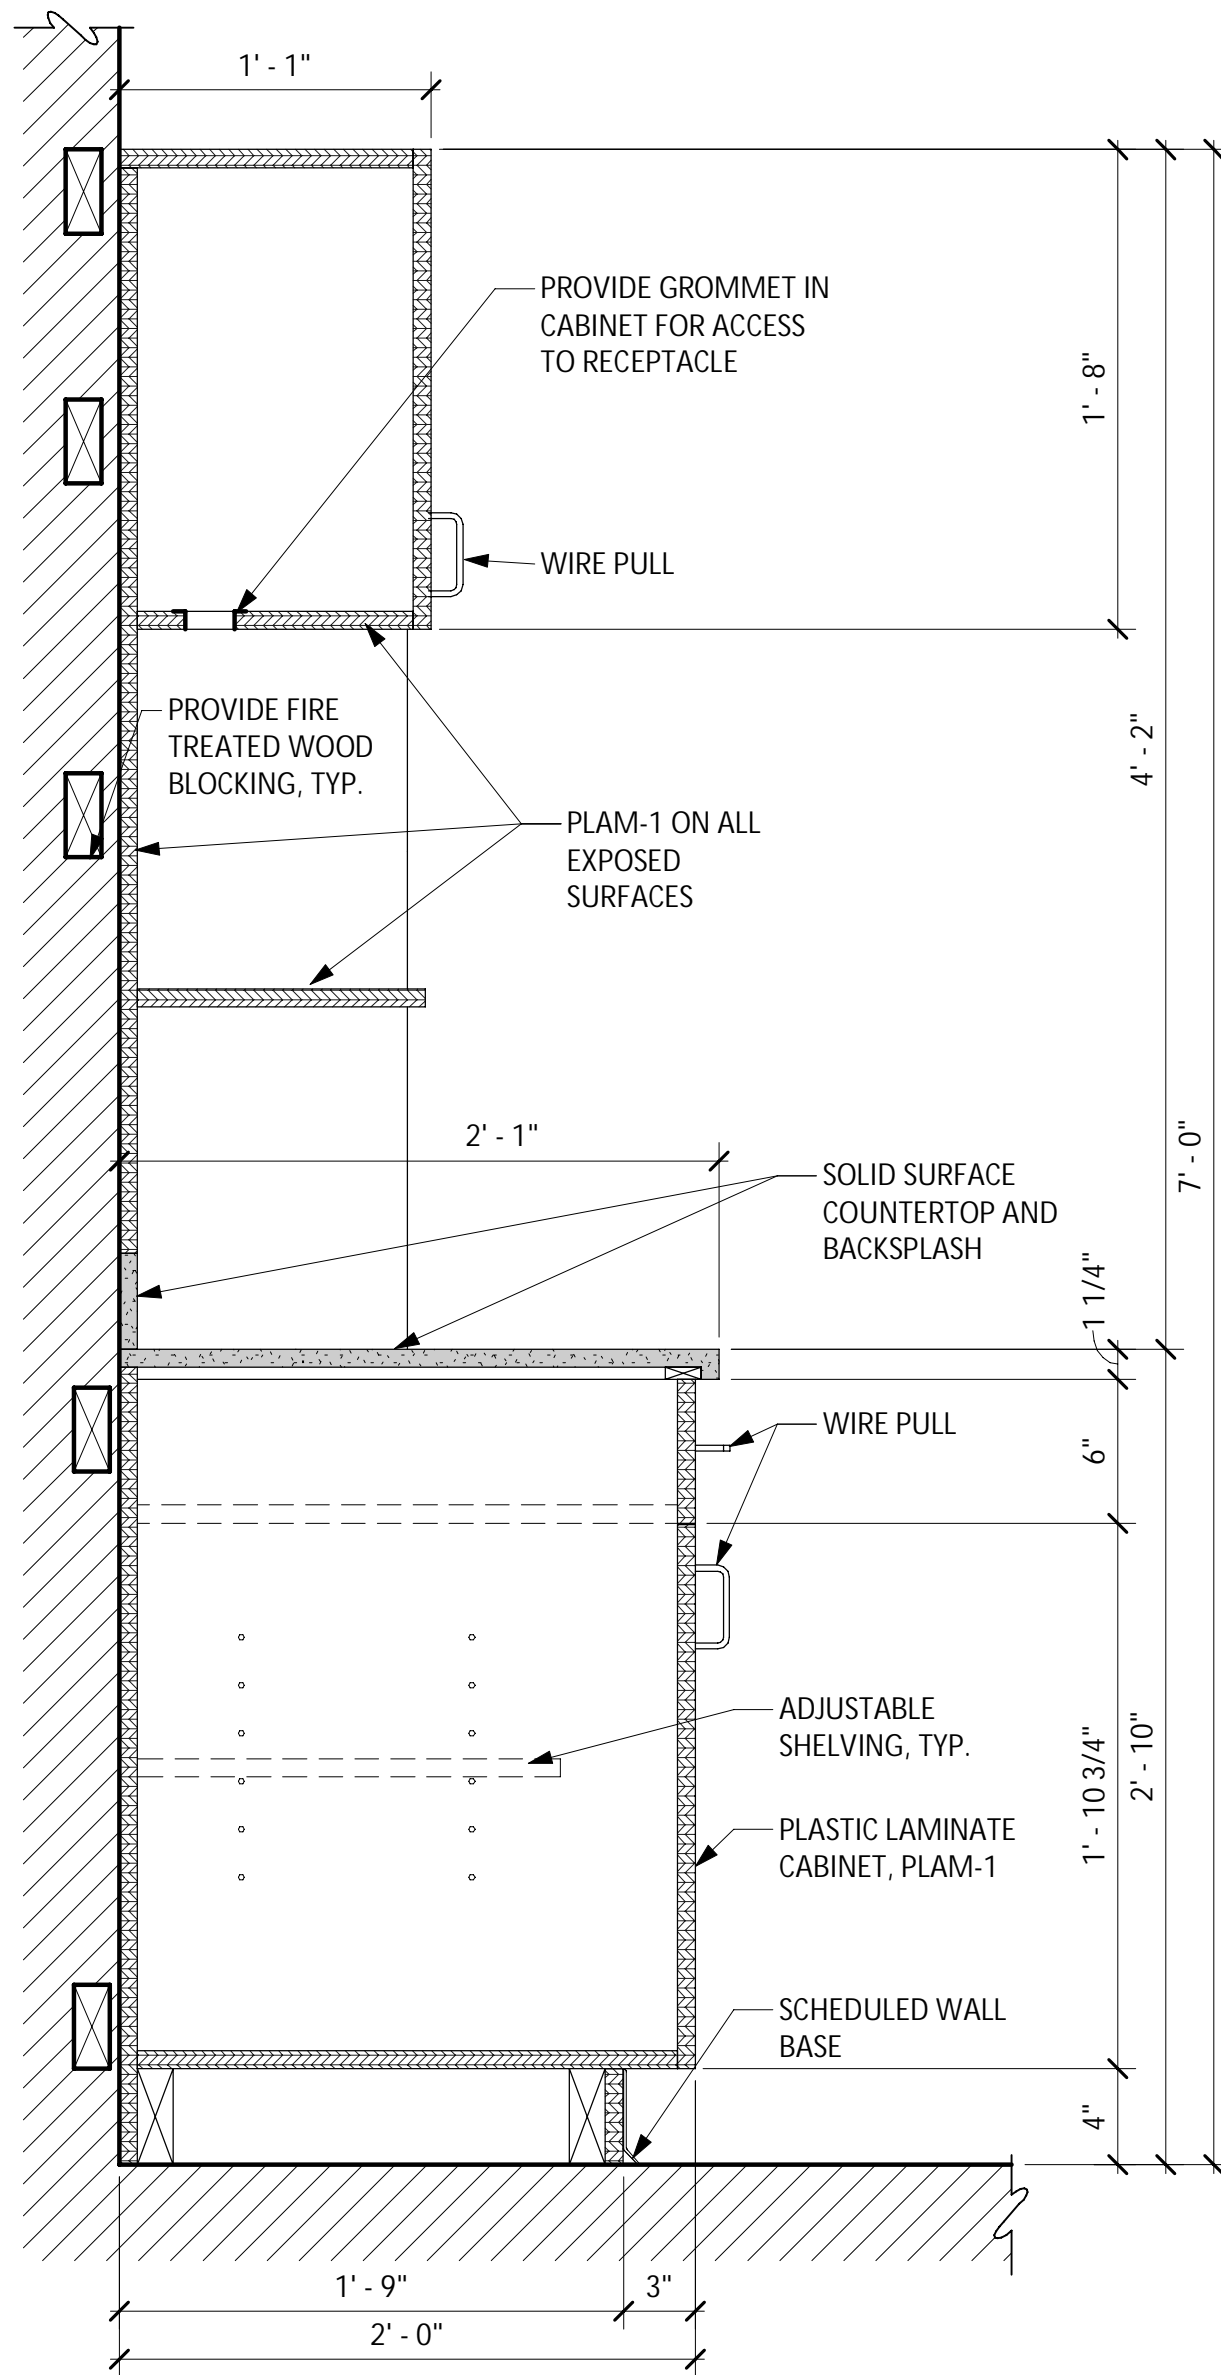 1' - 1"
PROVIDE GROMMET IN
CABINET FOR ACCESS
TO RECEPTACLE
1' - 8"
WIRE PULL
PROVIDE FIRE
TREATED WOOD
BLOCKING, TYP.
4' - 2"
PLAM-1 ON ALL
EXPOSED
SURFACES
2' - 1"
7' - 0"
SOLID SURFACE
COUNTERTOP AND
BACKSPLASH
1 1/4"
WIRE PULL
6"
ADJUSTABLE
SHELVING, TYP.
1' - 10 3/4"
2' - 10"
PLASTIC LAMINATE
CABINET, PLAM-1
SCHEDULED WALL
BASE
4"
1' - 9"
3"
2' - 0"